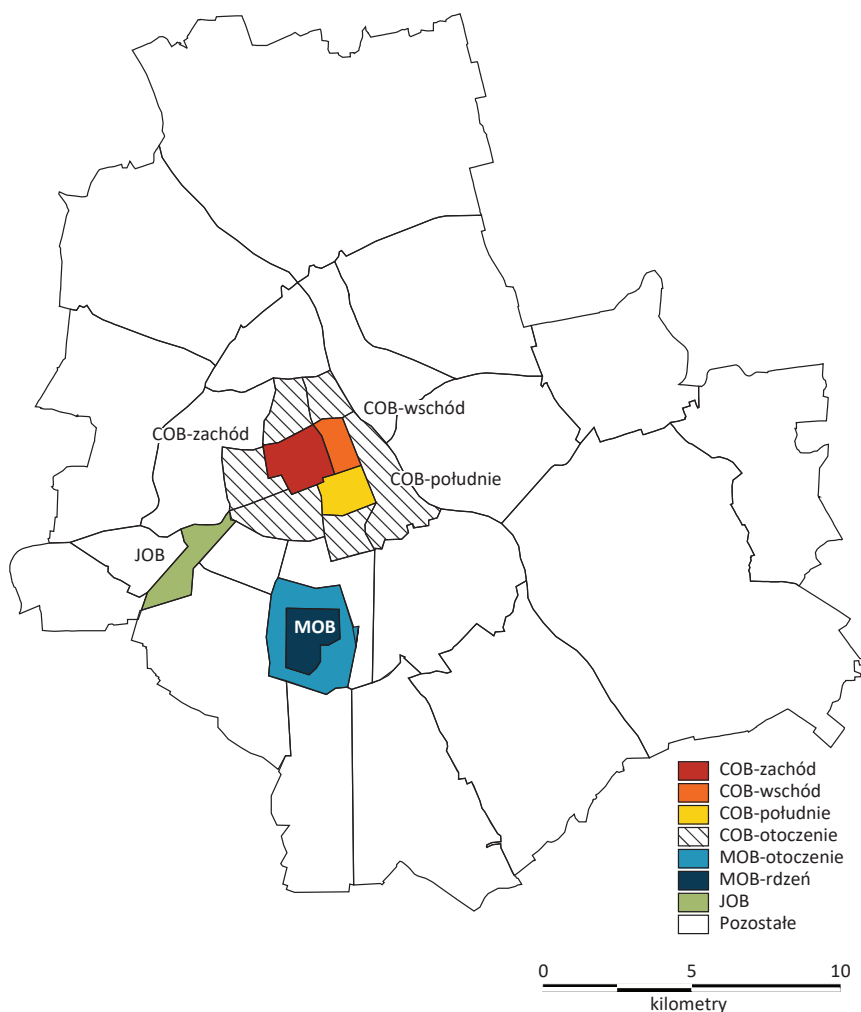 COB-wschód
COB-zachód
COB-południe
JOB
MOB
COB-zachód
COB-wschód
COB-południe
COB-otoczenie
MOB-otoczenie
MOB-rdzeń
JOB
Pozostałe
0 5 10
kilometry